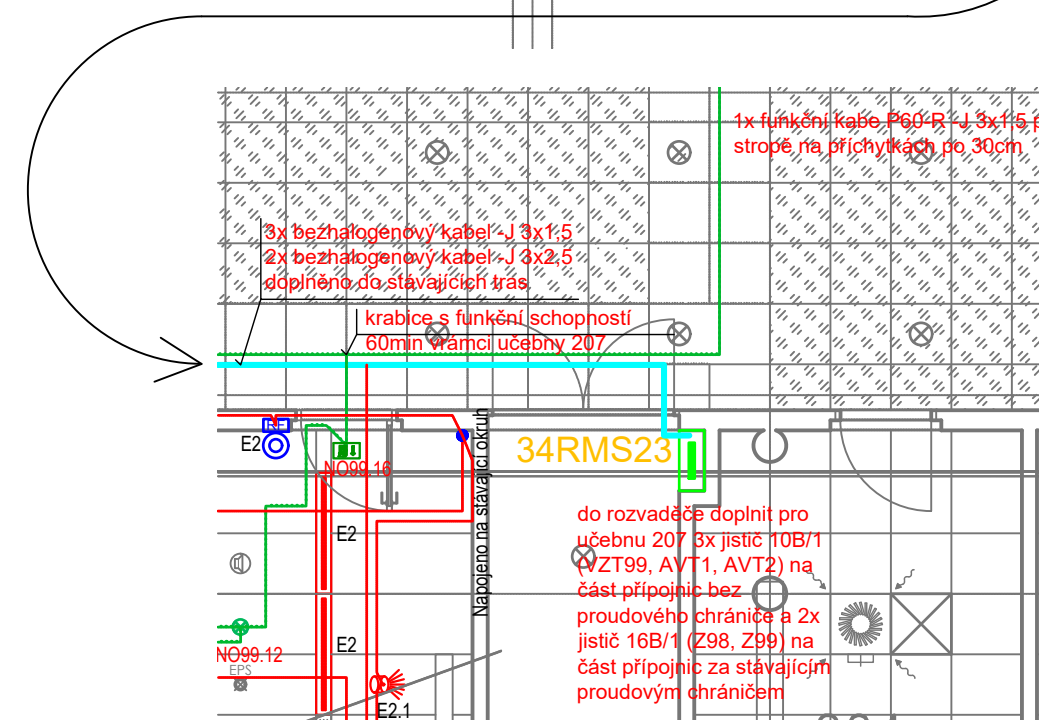 1x funkční kabe P60-R -J 3x1,5 p
stropě na příchytkách po 30cm
3x bezhalogenový kabel -J 3x1,5
2x bezhalogenový kabel -J 3x2,5
doplněno do stávajících tras
krabice s funkční schopností
60min vrámci učebny 207
RF
E2
NO99.16
Napojeno na stávající okruh
34RMS23
do rozvaděče doplnit pro
učebnu 207 3x jistič 10B/1
(VZT99, AVT1, AVT2) na
část přípojnic bez
proudového chrániče a 2x
jistič 16B/1 (Z98, Z99) na
část přípojnic za stávajícím
proudovým chráničem
E2
E2
NO99.12
EPS
E2.1